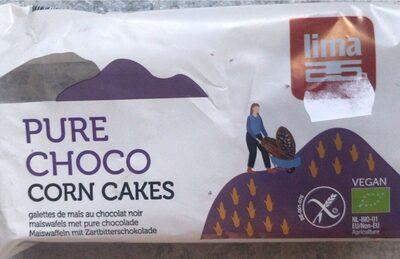 lima
PURE
CHOCO
CORN CAKES
galettes de maïs au chocolat noir
maïswafels met pure chocolade
Maiswaffeln mit Zartbitterschokolade
VEGAN
NL-BIO-01
EU/Non-EU
Agriculture